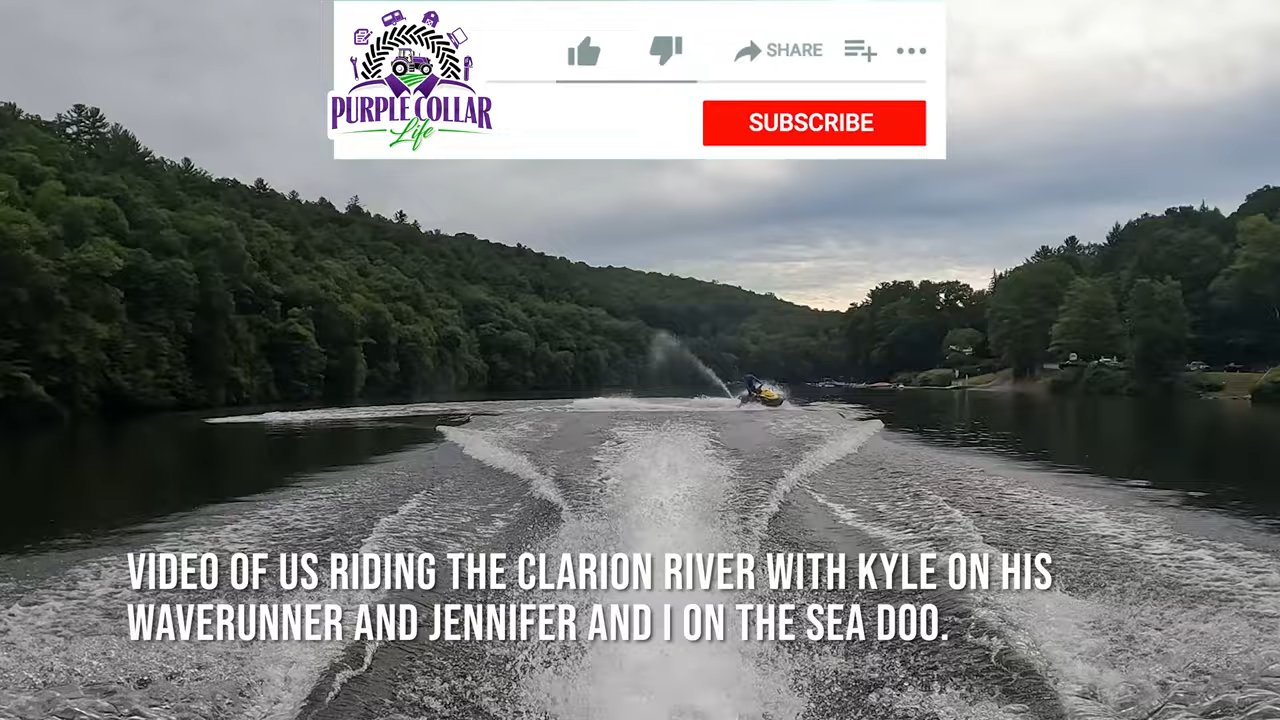 SHARE
PURPLE COLLAR
Life
SUBSCRIBE
VIDEO OF US RIDING THE CLARION RIVER WITH KYLE ON HIS
WAVERUNNER AND JENNIFER AND I ON THE SEA DOO.